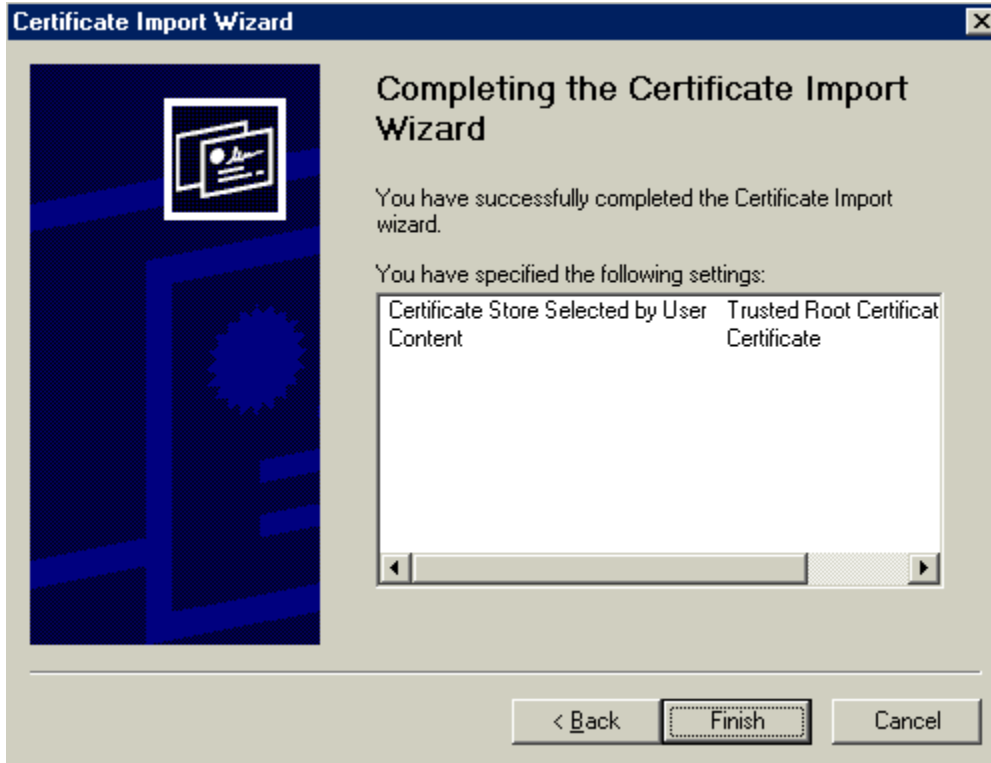 Certificate Import Wizard
Completing the Certificate Import
Wizard
You have successfully completed the Certificate Import
wizard.
You have specified the following settings:
Certificate Store Selected by User Trusted Root Certificat
Content Certificate
< Back Finish Cancel